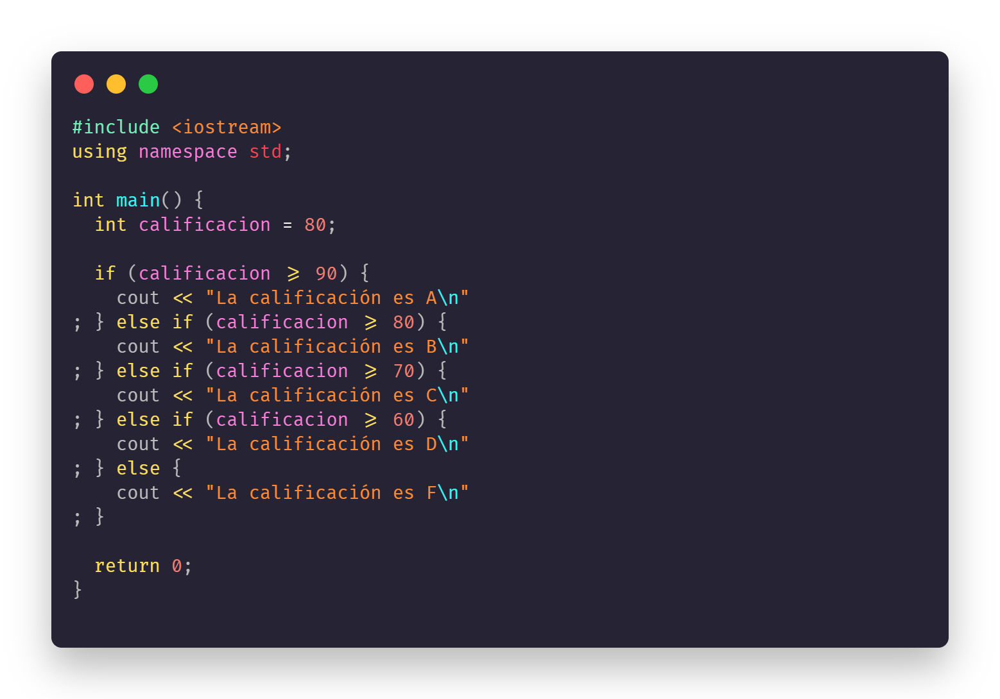 #include <iostream>
using namespace std;

int main() {
  int calificacion = 80;

  if (calificacion >= 90) {
    cout << "La calificación es A\n"
; } else if (calificacion >= 80) {
    cout << "La calificación es B\n"
; } else if (calificacion >= 70) {
    cout << "La calificación es C\n"
; } else if (calificacion >= 60) {
    cout << "La calificación es D\n"
; } else {
    cout << "La calificación es F\n"
; }

  return 0;
}